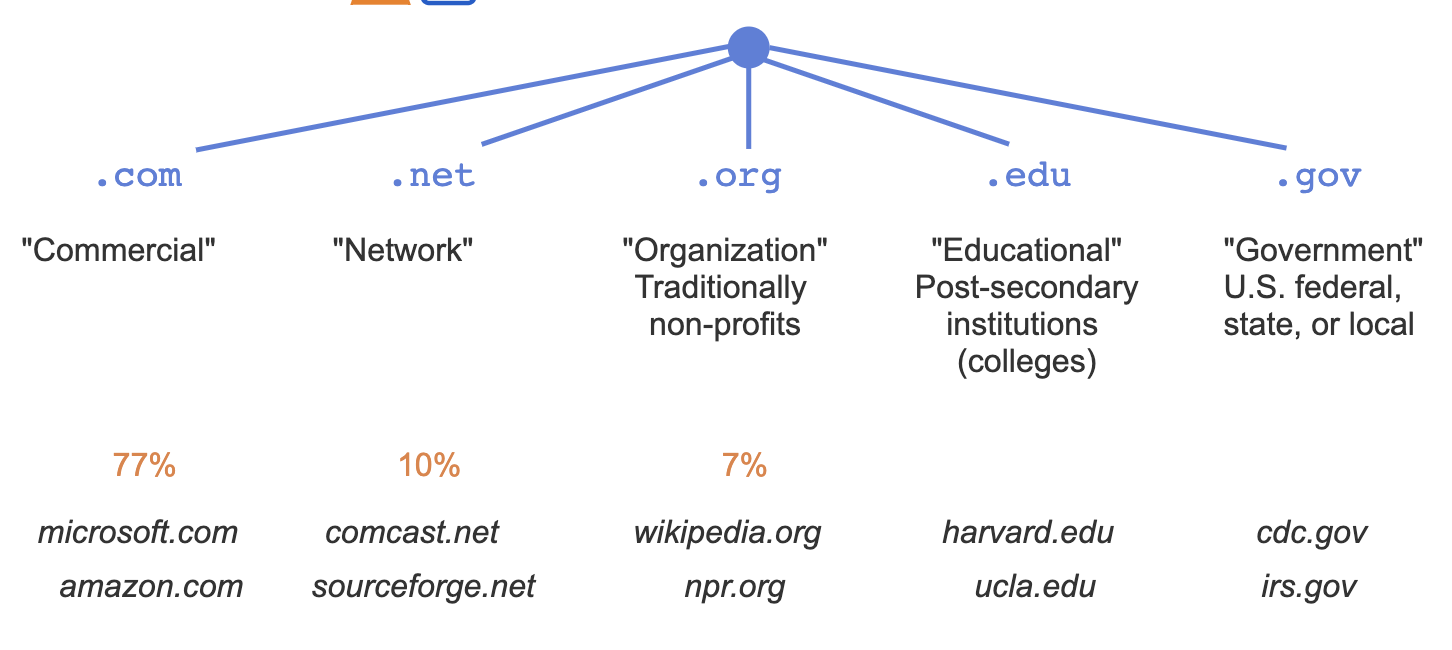 .com
.net
.org
.edu
.gov
"Commercial"
"Network"
"Organization"
Traditionally
non-profits
"Educational"
Post-secondary
institutions
(colleges)
"Government"
U.S. federal,
state, or local
77%
10%
7%
microsoft.com
comcast.net
wikipedia.org
harvard.edu
cdc.gov
amazon.com
sourceforge.net
npr.org
ucla.edu
irs.gov